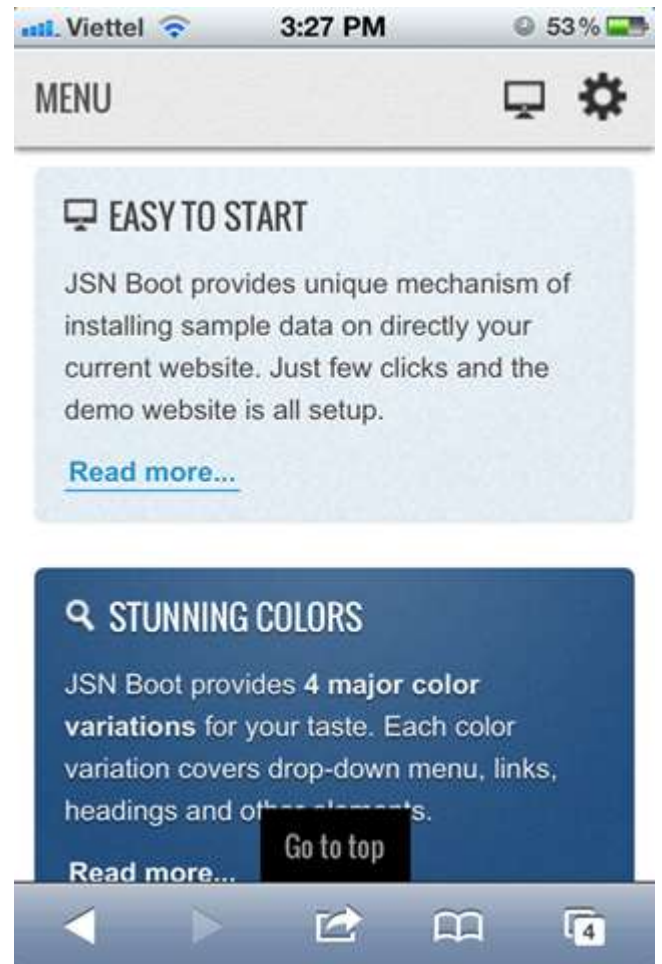 Viettel 3:27 PM 53%
MENU
EASY TO START
JSN Boot provides unique mechanism of
installing sample data on directly your
current website. Just few clicks and the
demo website is all setup.
Read more...
STUNNING COLORS
JSN Boot provides 4 major color
variations for your taste. Each color
variation covers drop-down menu, links,
headings and other elements.
Go to top
Read more...
4